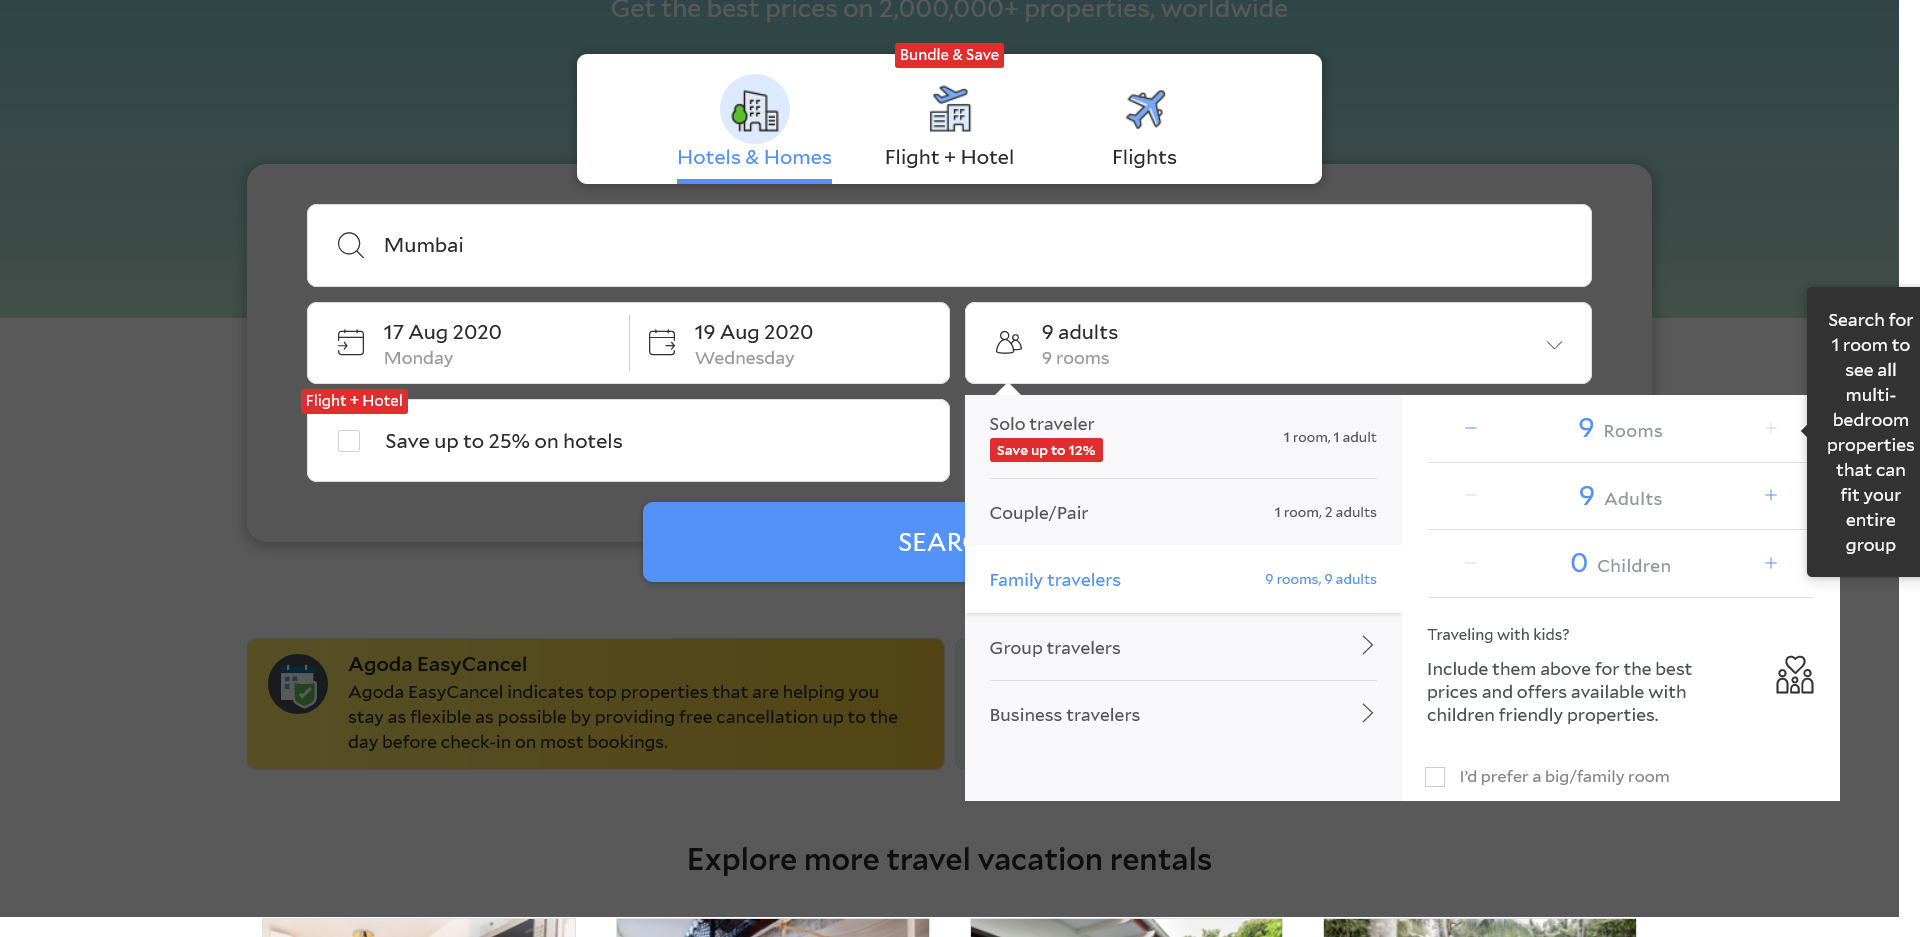 Get the best prices on 2,000,000+ properties, worldwide
Bundle & Save
Hotels & Homes
Flight + Hotel
Flights
Mumbai
17 Aug 2020
Monday
19 Aug 2020
Wednesday
9 adults
9 rooms
Flight + Hotel
Save up to 25% on hotels
SEAR
Solo traveler
Save up to 12%
1 room, 1 adult
Couple/Pair
1 room, 2 adults
Family travelers
9 rooms, 9 adults
Group travelers
Business travelers
9 Rooms
9 Adults
0 Children
Traveling with kids?
Include them above for the best
prices and offers available with
children friendly properties.
I'd prefer a big/family room
Search for
1 room to
see all
multi-
bedroom
properties
that can
fit your
entire
group
Agoda EasyCancel
Agoda EasyCancel indicates top properties that are helping you
stay as flexible as possible by providing free cancellation up to the
day before check-in on most bookings.
Explore more travel vacation rentals